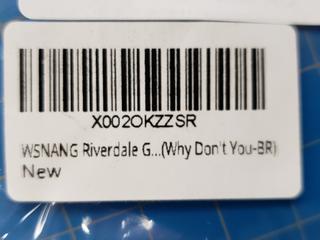 X002OKZZSR
WSNANG Riverdale G...(Why Don't You-BR)
New